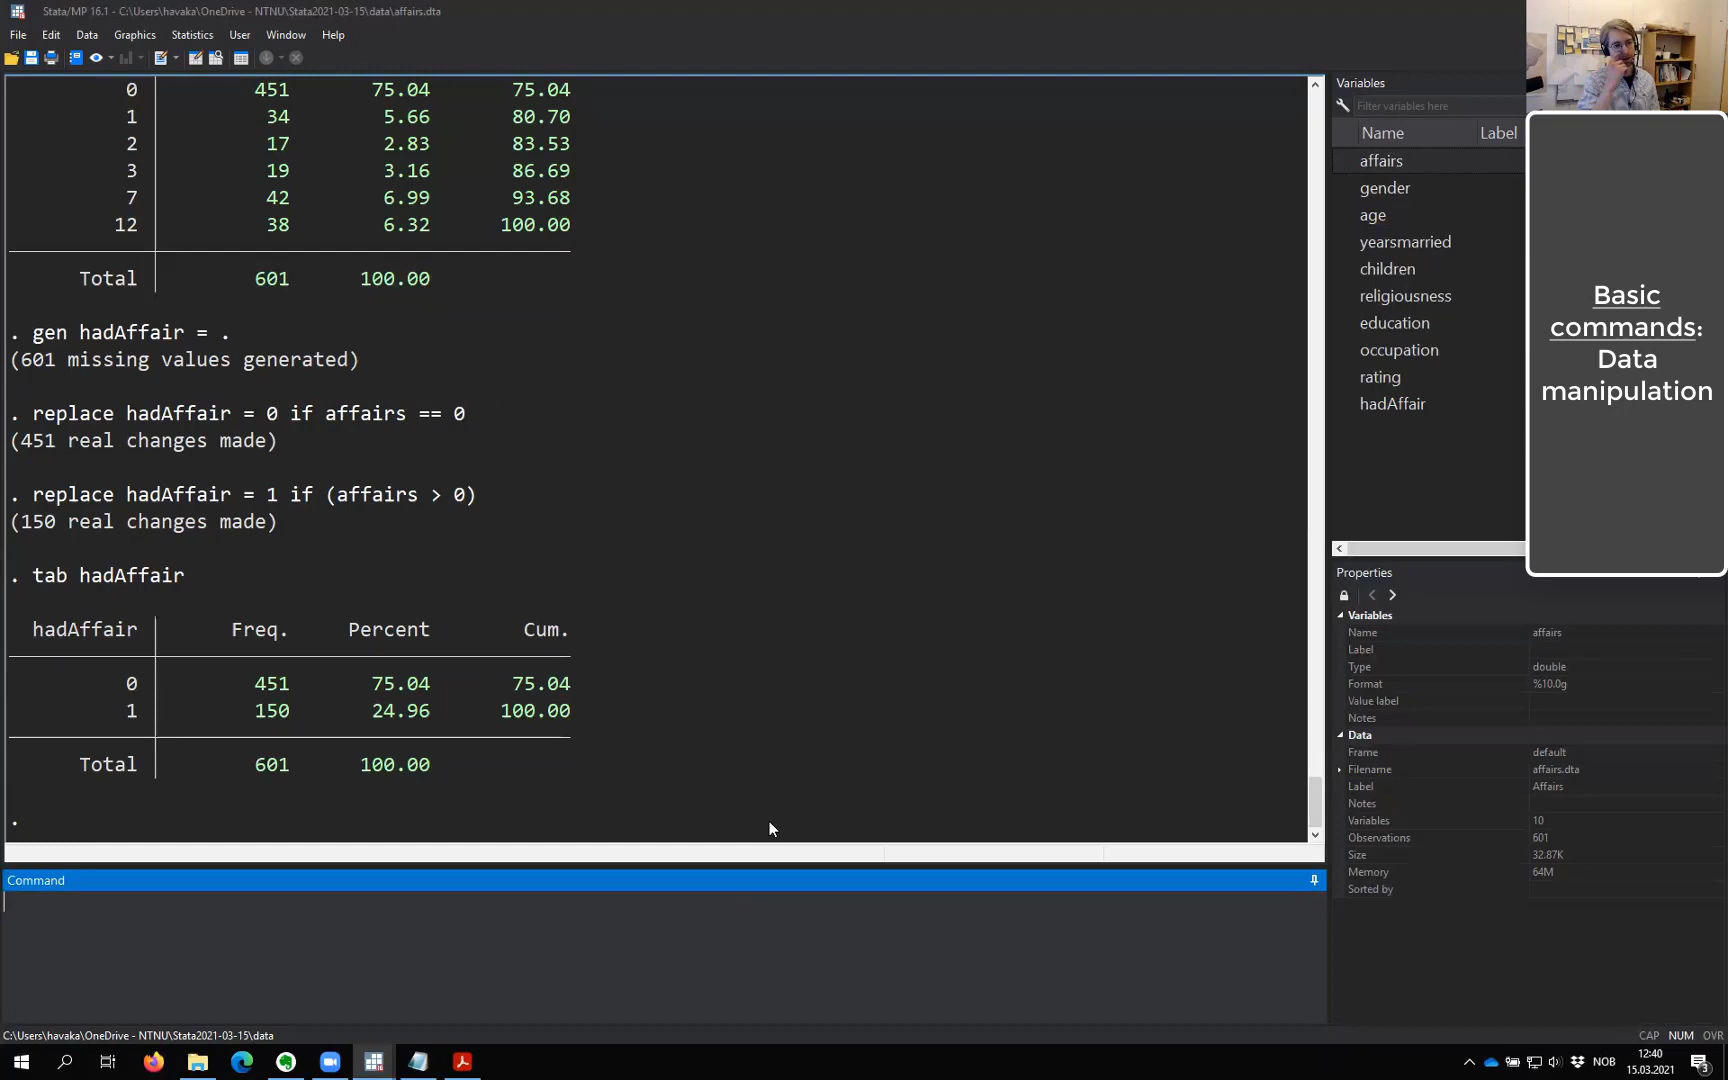 Stata/MP 16.1 - C:\Users\havaka\OneDrive - NTNU\Stata2021-03-15\data\affairs.dta
File Edit Data Graphics Statistics User Window Help
0 451 75.04 75.04
1 34 5.66 80.70
2 17 2.83 83.53
3 19 3.16 86.69
7 42 6.99 93.68
12 38 6.32 100.00
Total 601 100.00
. gen hadAffair = .
(601 missing values generated)
. replace hadAffair = 0 if affairs == 0
(451 real changes made)
. replace hadAffair = 1 if (affairs > 0)
(150 real changes made)
. tab hadAffair
hadAffair Freq. Percent Cum.
0 451 75.04 75.04
1 150 24.96 100.00
Total 601 100.00
.
Command
C:\Users\havaka\OneDrive - NTNU\Stata2021-03-15\data
Variables
Filter variables here
Name Label
affairs
gender
age
yearsmarried
children
religiousness
education
occupation
rating
hadAffair
Basic
commands:
Data
manipulation
Properties
Variables
Name affairs
Label
Type double
Format %10.0g
Value label
Notes
Data
Frame default
Filename affairs.dta
Label Affairs
Notes
Variables 10
Observations 601
Size 32.87K
Memory 64M
Sorted by
CAP NUM OVR
NOB
12:40
15.03.2021
3